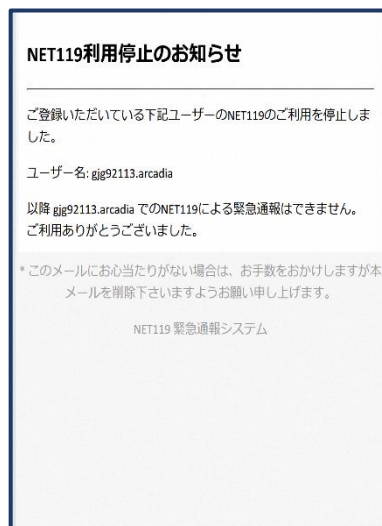 NET119利用停止のお知らせ
ご登録いただいている下記ユーザーのNET119のご利用を停止しま
した。
ユーザー名: gjg92113.arcadia
以降 gjg92113.arcadia でのNET119による緊急通報はできません。
ご利用ありがとうございました。
* このメールにお心当たりがない場合は、お手数をおかけしますが本
メールを削除下さいますようお願い申し上げます。
NET119 緊急通報システム